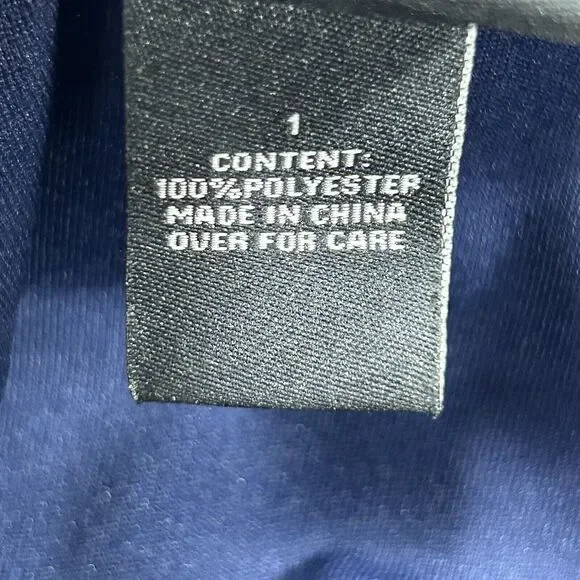 1
CONTENT:
100%POLYESTER
MADE IN CHINA
OVER FOR CARE